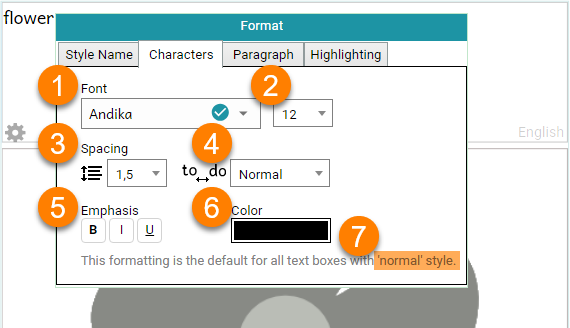 flower
Format
Style Name Characters Paragraph Highlighting
1 2
Font
Andika 12
English
3 4
Spacing
1,5 to do Normal
5 6
Emphasis Color
B I U
7
This formatting is the default for all text boxes with 'normal' style.